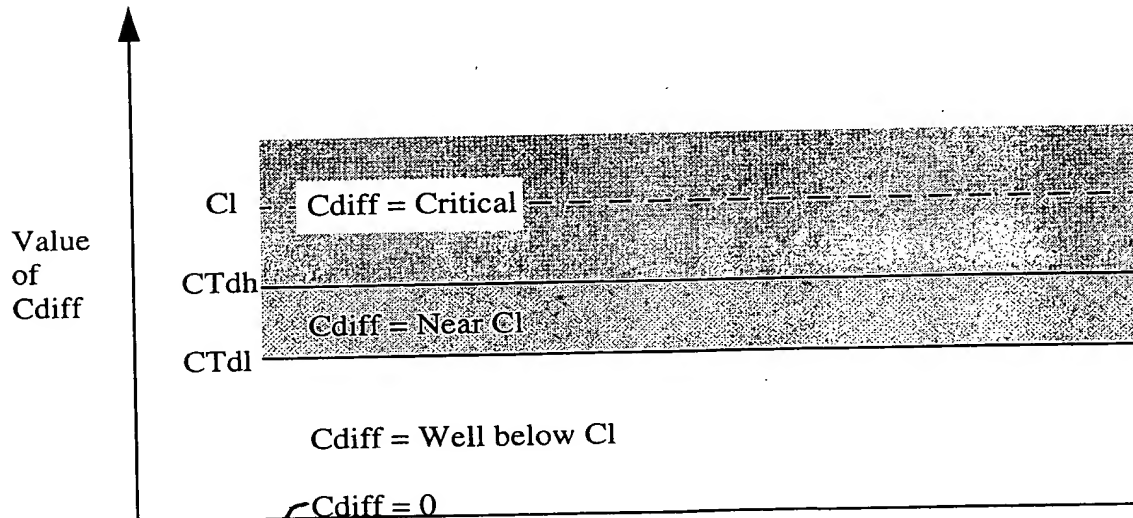 Cl
Cdiff = Critical
Value
of
Cdiff
CTdh
Cdiff = Near Cl
CTdl
Cdiff = Well below Cl
Cdiff = 0